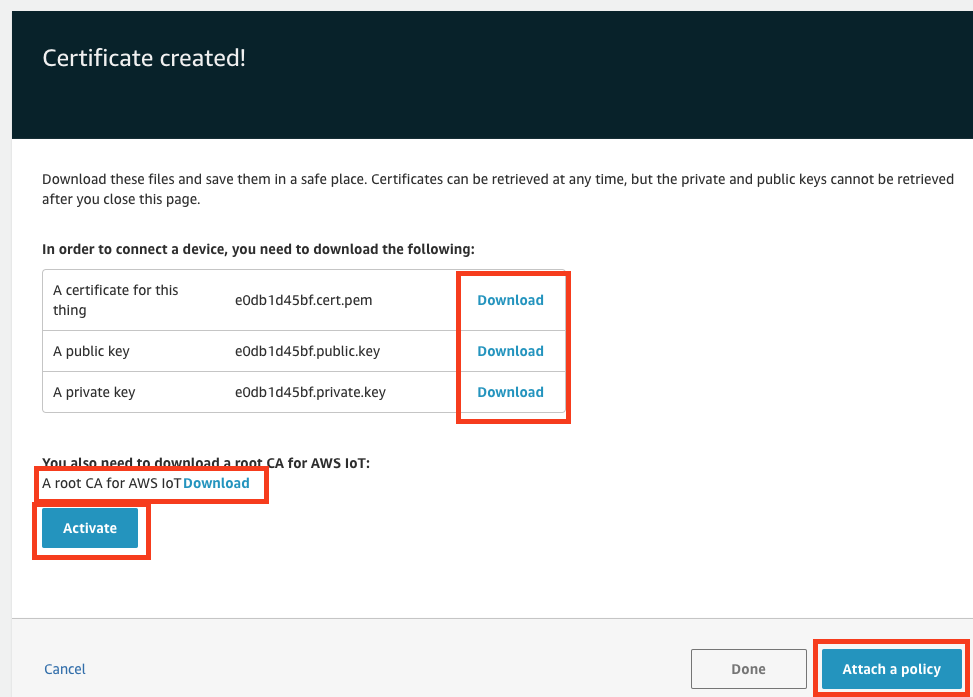 Certificate created!
Download these files and save them in a safe place. Certificates can be retrieved at any time, but the private and public keys cannot be retrieved
after you close this page.
In order to connect a device, you need to download the following:
A certificate for this
thing
e0db1d45bf.cert.pem
Download
A public key
e0db1d45bf.public.key
Download
A private key
e0db1d45bf.private.key
Download
You also need to download a root CA for AWS IoT:
A root CA for AWS IoT Download
Activate
Cancel
Done
Attach a policy